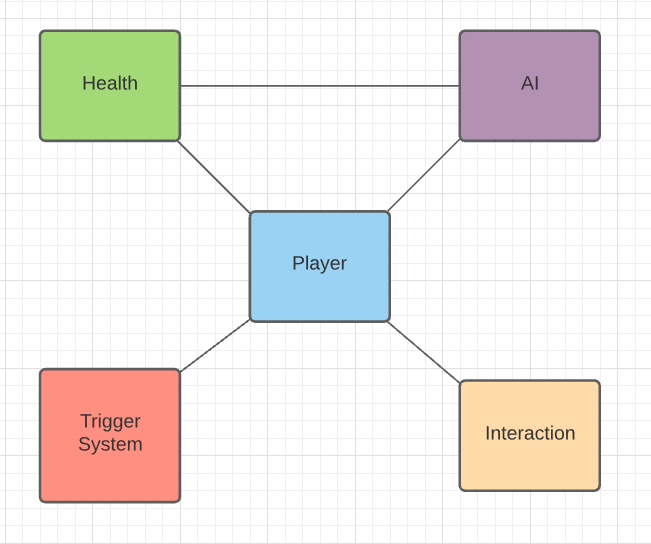 Health
AI
Player
Trigger
System
Interaction